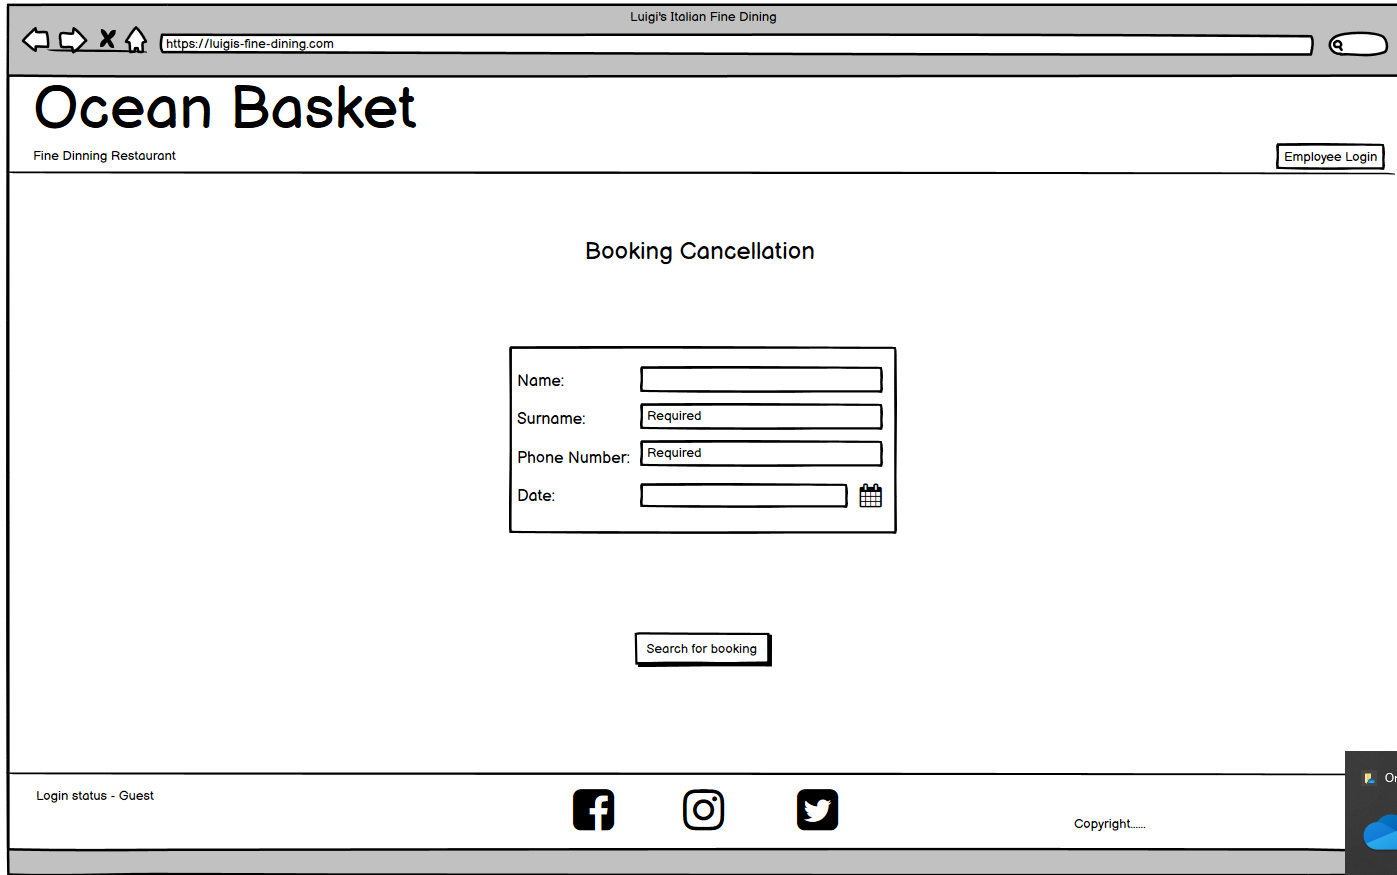 Luigi's Italian Fine Dining
https://luigis-fine-dining.com
Ocean Basket
Fine Dinning Restaurant
Employee Login
Booking Cancellation
Name:
Surname: Required
Phone Number: Required
Date:
Search for booking
Login status - Guest
Copyright......